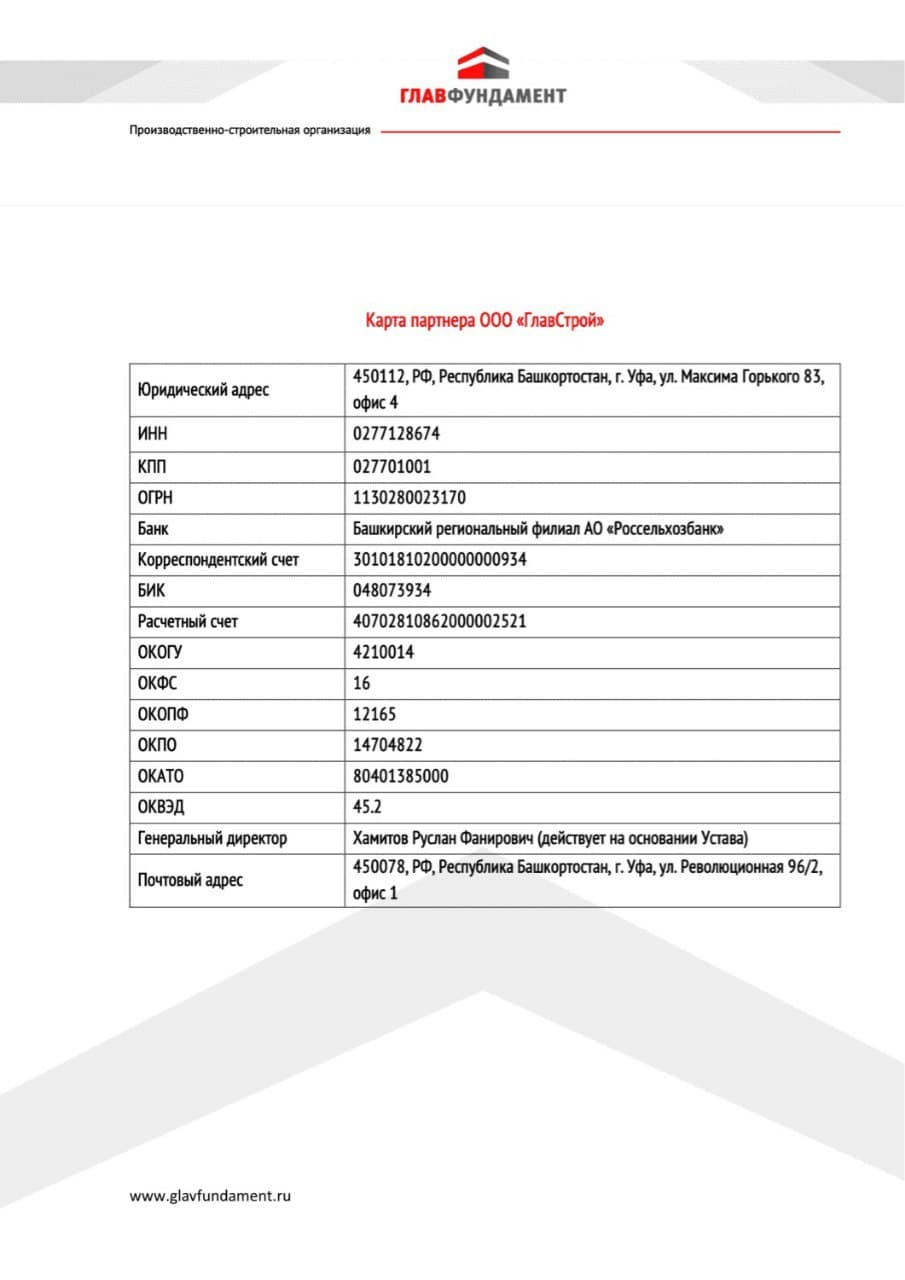 ГЛАВФУНДАМЕНТ
Производственно-строительная организация
Карта партнера ООО «ГлавСтрой»
Юридический адрес
450112, РФ, Республика Башкортостан, г. Уфа, ул. Максима Горького 83,
офис 4
ИНН
0277128674
КПП
027701001
ОГРН
1130280023170
Банк
Башкирский региональный филиал АО «Россельхозбанк»
Корреспондентский счет
30101810200000000934
БИК
048073934
Расчетный счет
40702810862000002521
ОКОГУ
4210014
ОКФС
16
ОКОПФ
12165
ОКПО
14704822
ОКАТО
80401385000
ОКВЭД
45.2
Генеральный директор
Хамитов Руслан Фанирович (действует на основании Устава)
Почтовый адрес
450078, РФ, Республика Башкортостан, г. Уфа, ул. Революционная 96/2,
офис 1
www.glavfundament.ru